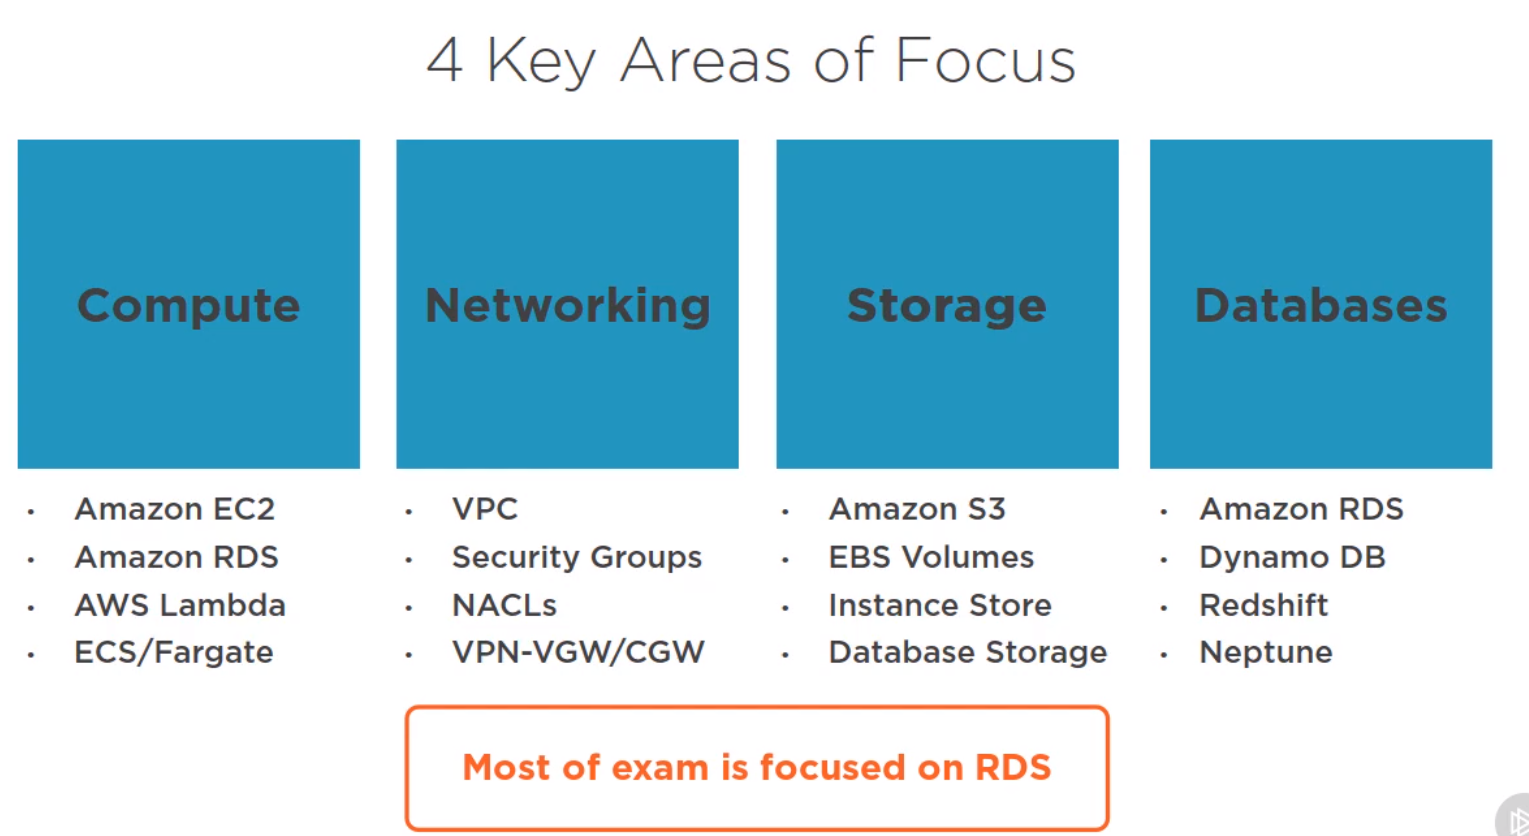 4 Key Areas of Focus
Compute
Networking
Storage
Databases
· Amazon EC2
· Amazon RDS
· AWS Lambda
· ECS/Fargate
· VPC
· Security Groups
· NACLs
· VPN-VGW/CGW
· Amazon S3
· EBS Volumes
· Instance Store
· Database Storage
· Amazon RDS
· Dynamo DB
· Redshift
· Neptune
Most of exam is focused on RDS